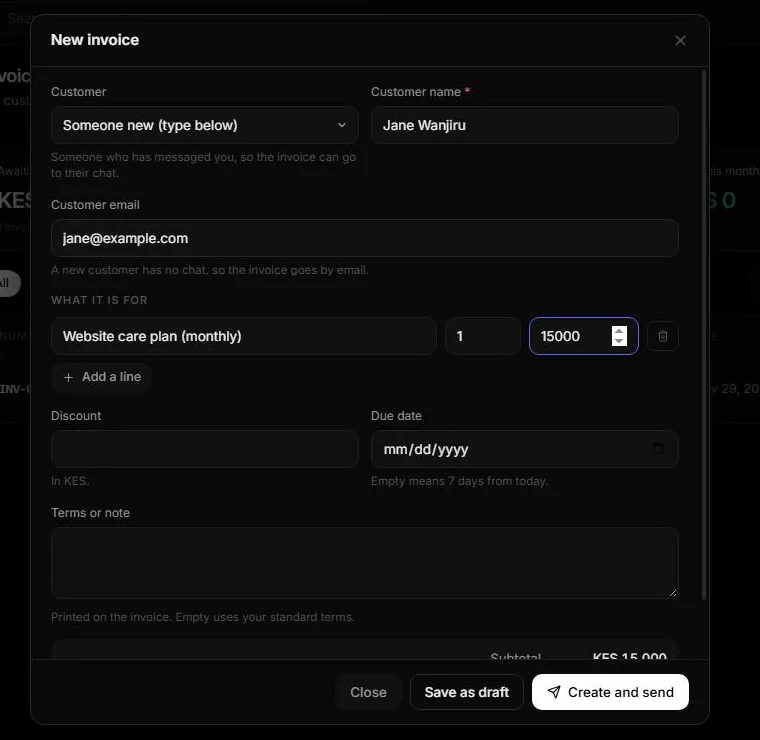 New invoice
Customer
Customer name *
Someone new (type below)
Jane Wanjiru
Someone who has messaged you, so the invoice can go
to their chat.
Customer email
jane@example.com
A new customer has no chat, so the invoice goes by email.
WHAT IT IS FOR
Website care plan (monthly)
1
15000
+ Add a line
Discount
Due date
mm/dd/yyyy
In KES.
Empty means 7 days from today.
Terms or note
Printed on the invoice. Empty uses your standard terms.
Subtotal
KES 15,000
Close
Save as draft
Create and send